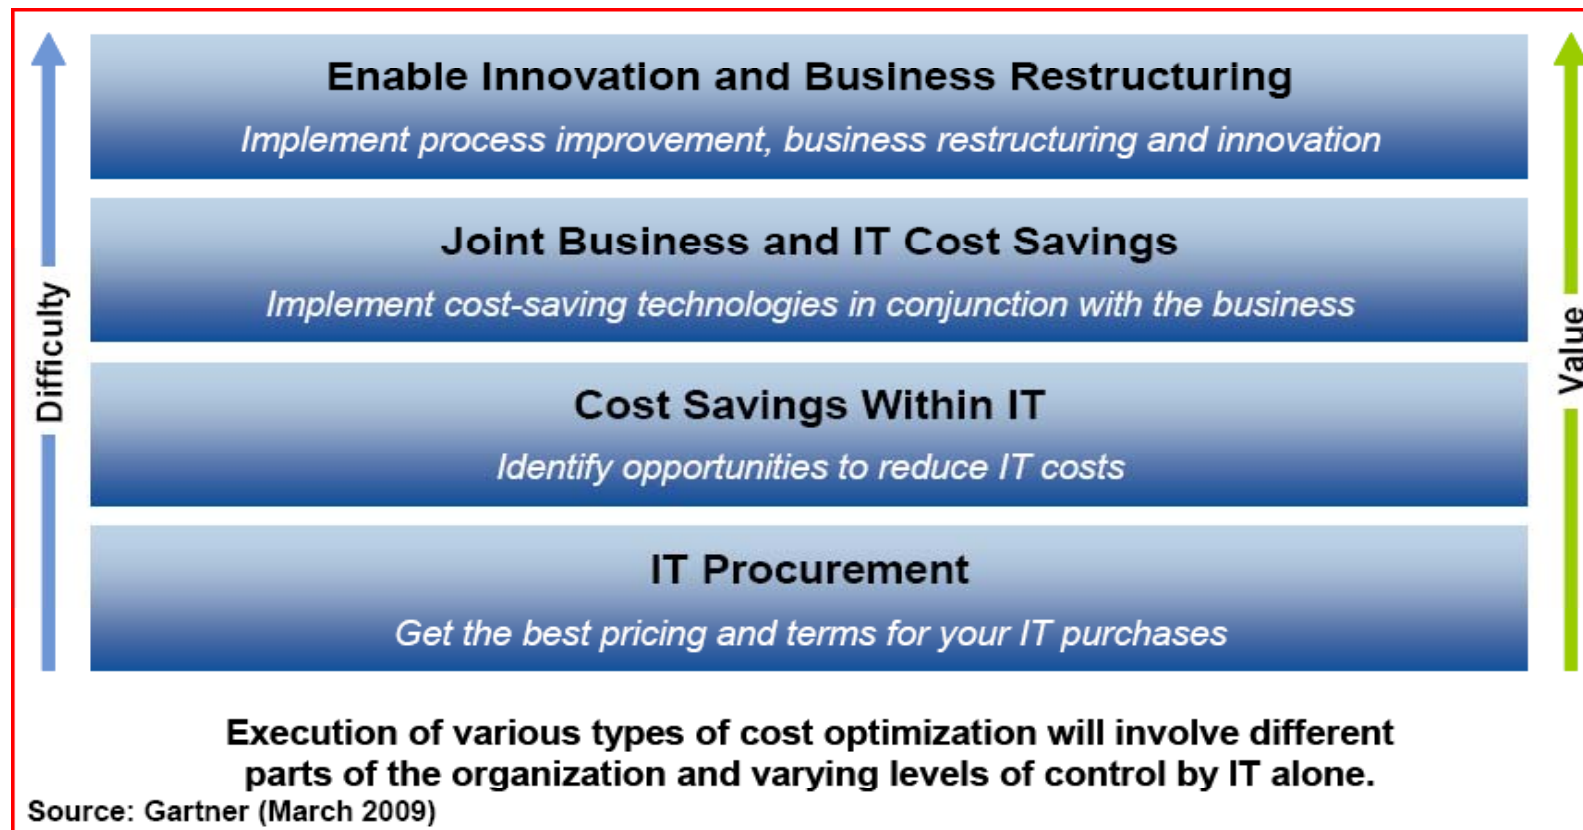 Enable Innovation and Business Restructuring
Implement process improvement, business restructuring and innovation
Joint Business and IT Cost Savings
Implement cost-saving technologies in conjunction with the business
Difficulty
Value
Cost Savings Within IT
Identify opportunities to reduce IT costs
IT Procurement
Get the best pricing and terms for your IT purchases
Execution of various types of cost optimization will involve different
parts of the organization and varying levels of control by IT alone.
Source: Gartner (March 2009)